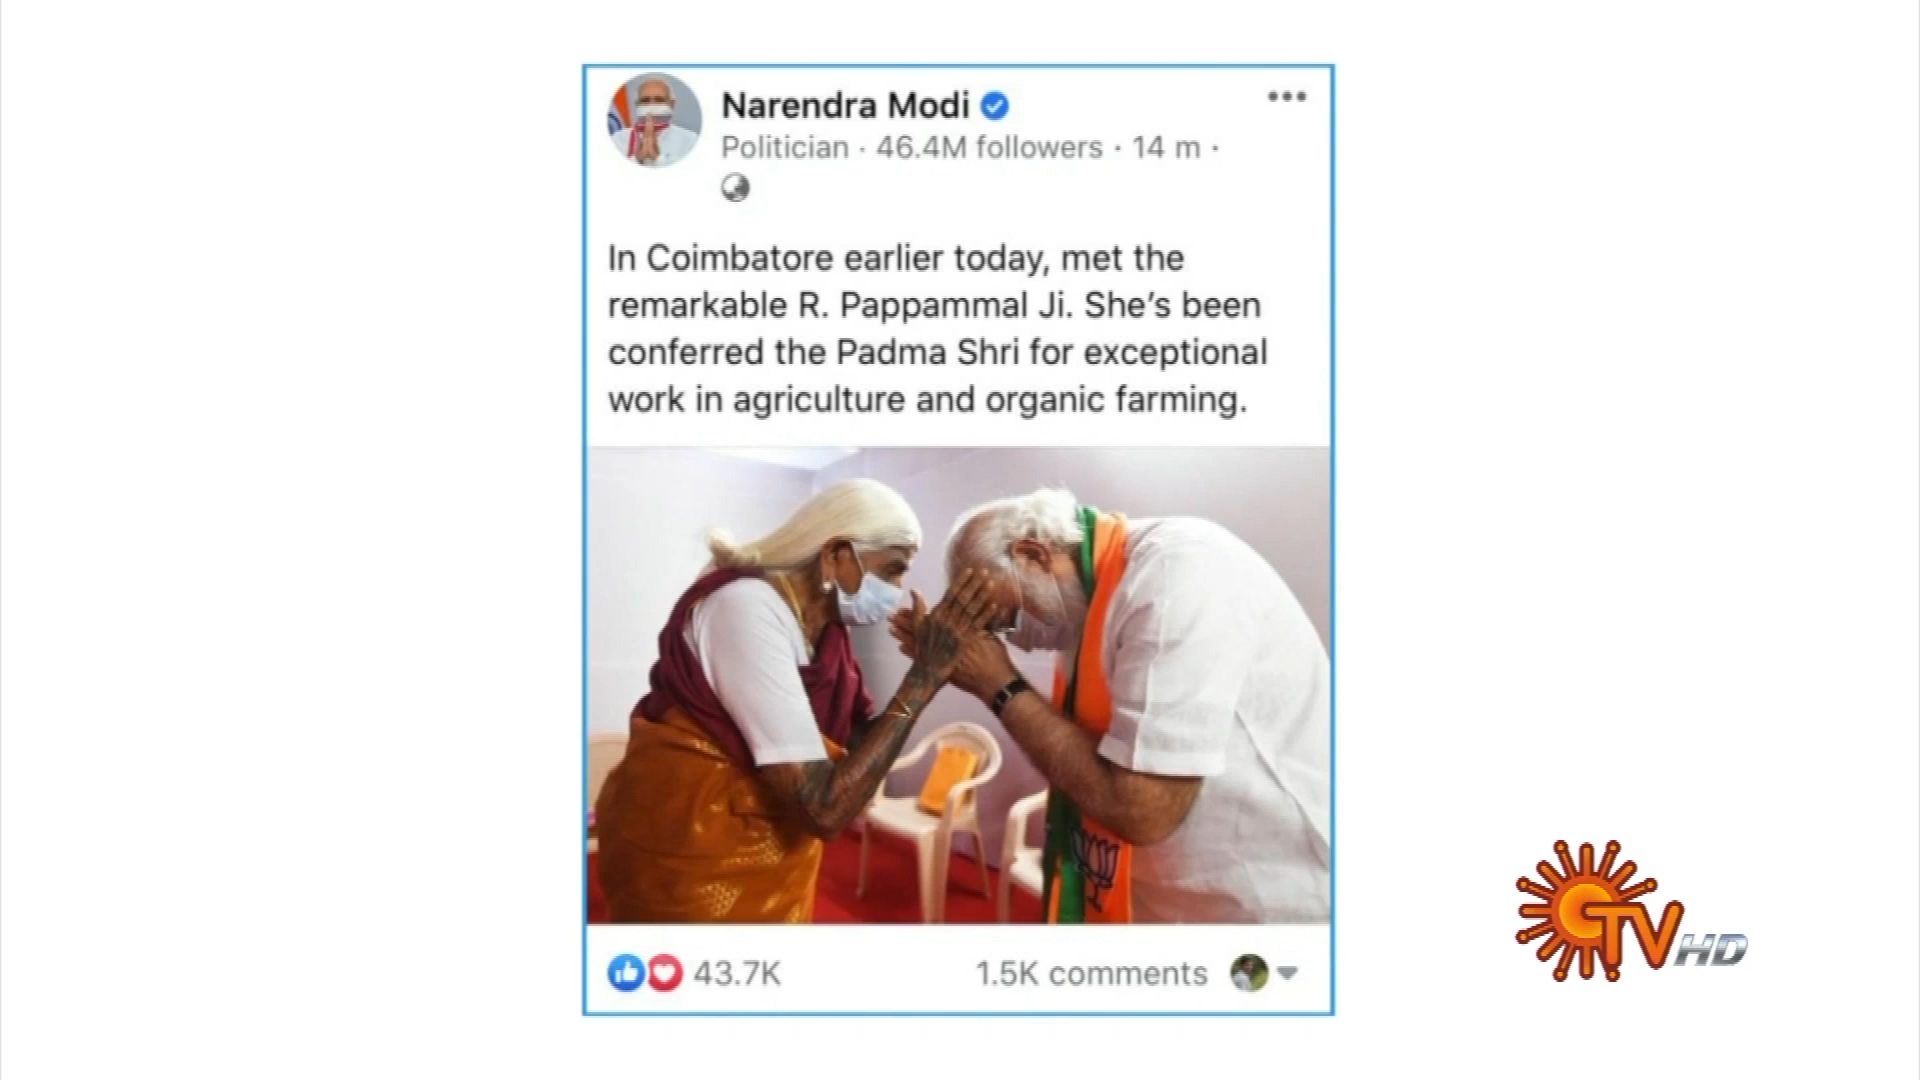 Narendra Modi
Politician · 46.4M followers · 14 m ·
In Coimbatore earlier today, met the
remarkable R. Pappammal Ji. She's been
conferred the Padma Shri for exceptional
work in agriculture and organic farming.
43.7K
1.5K comments
TV HD